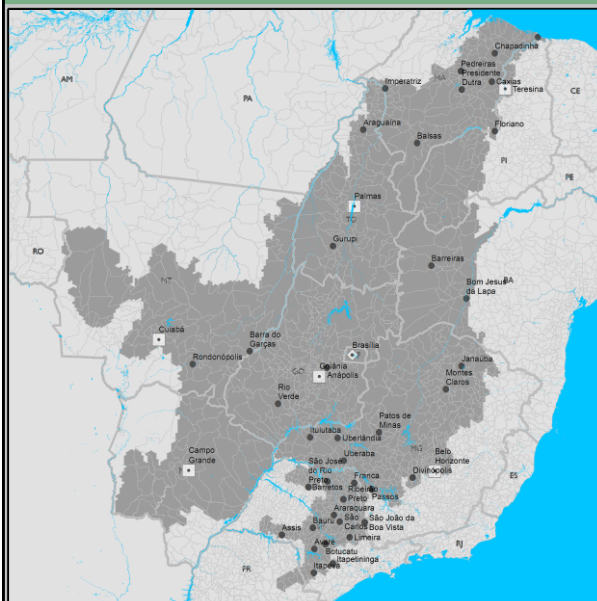 Chapadinha
Pedreiras
Presidente
Dutra
MA
Caxias
Teresina
Imperatriz
AM
PA
CE
Araguaína
Balsas
Floriano
PI
PE
Palmas
TO
Gurupi
RO
MT
Barreiras
BA
Bom Jesus
da Lapa
Cuiabá
Barra do
Garças
Rondonópolis
Brasília
GO
Goiânia
Anápolis
Janaúba
Montes
Claros
Rio
Verde
Patos de
Minas
Ituiutaba
Uberlândia
MG
Belo
Horizonte
Uberaba
Divinópolis
ES
Campo
Grande
São José
do Rio
Preto
Barretos
Franca
Ribeirão
Preto
Passos
Araraquara
São
Carlos
São João da
Boa Vista
Bauru
Assis
Limeira
Avaré
Botucatu
Itapetininga
Itapeva
RJ
PR